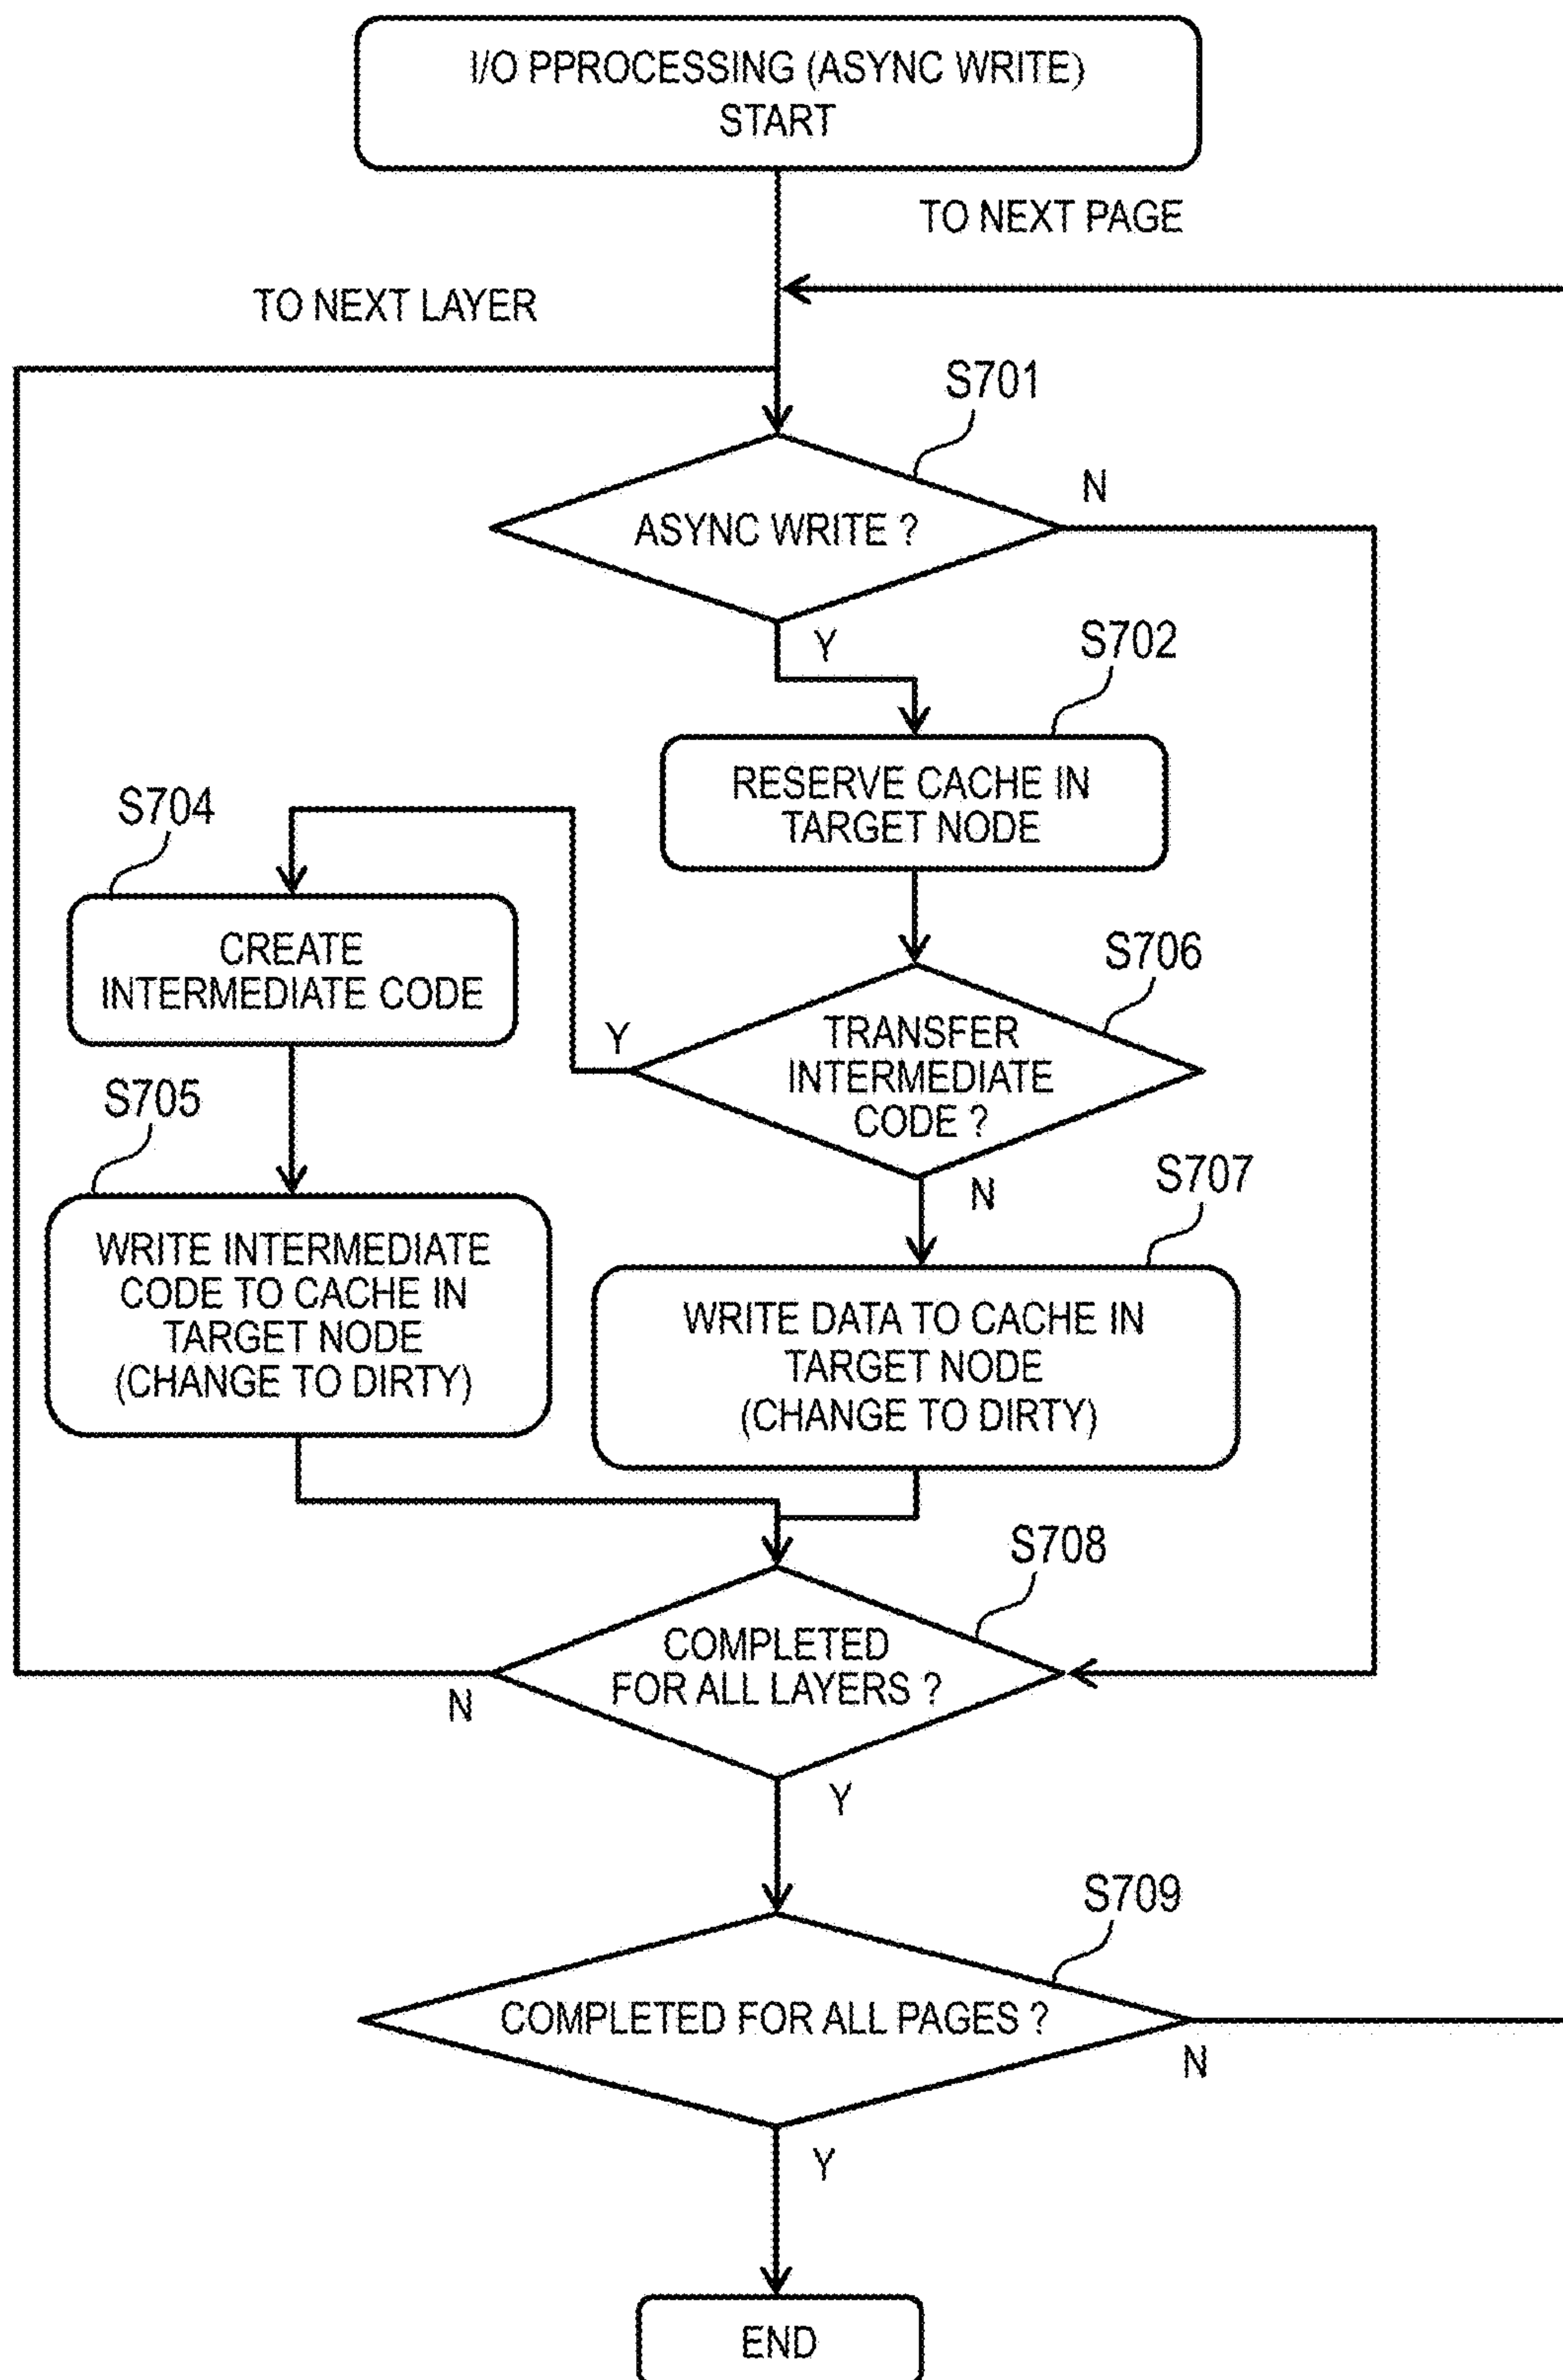 I/O PPROCESSING (ASYNC WRITE)
START
TO NEXT PAGE
TO NEXT LAYER
S701
N
ASYNC WRITE ?
Y
S702
RESERVE CACHE IN
TARGET NODE
S704
CREATE
INTERMEDIATE CODE
S706
Y
TRANSFER
INTERMEDIATE
CODE ?
N
S705
WRITE INTERMEDIATE
CODE TO CACHE IN
TARGET NODE
(CHANGE TO DIRTY)
S707
WRITE DATA TO CACHE IN
TARGET NODE
(CHANGE TO DIRTY)
S708
COMPLETED
FOR ALL LAYERS ?
N
Y
S709
COMPLETED FOR ALL PAGES ?
N
Y
END